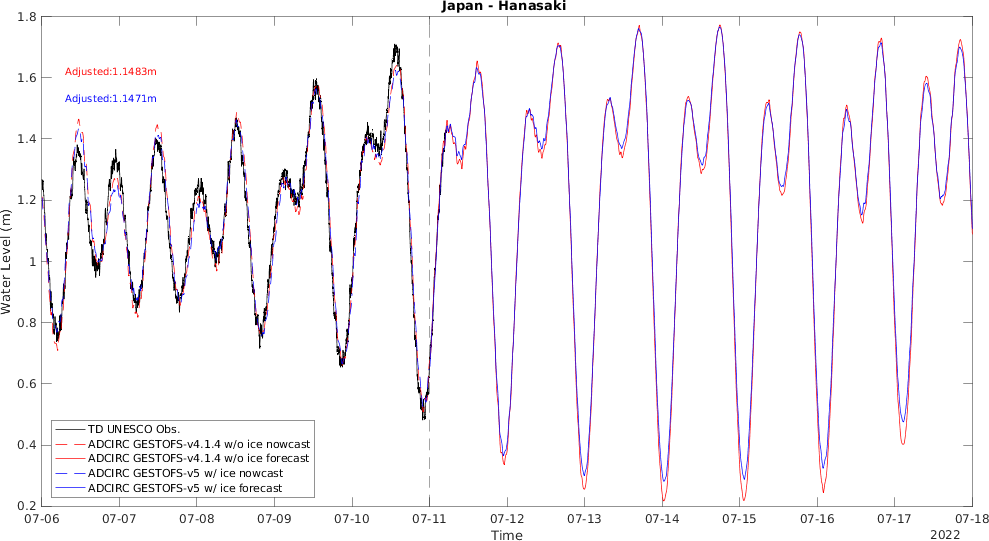 Japan - Hanasaki
1.8
1.6
1.4
1.2
1
0.8
0.6
0.4
0.2
Water Level (m)
Adjusted:1.1483m
Adjusted:1.1471m
TD UNESCO Obs.
ADCIRC GESTOFS-v4.1.4 w/o ice nowcast
ADCIRC GESTOFS-v4.1.4 w/o ice forecast
ADCIRC GESTOFS-v5 w/ ice nowcast
ADCIRC GESTOFS-v5 w/ ice forecast
07-06 07-07 07-08 07-09 07-10 07-11 07-12 07-13 07-14 07-15 07-16 07-17 07-18
Time
2022